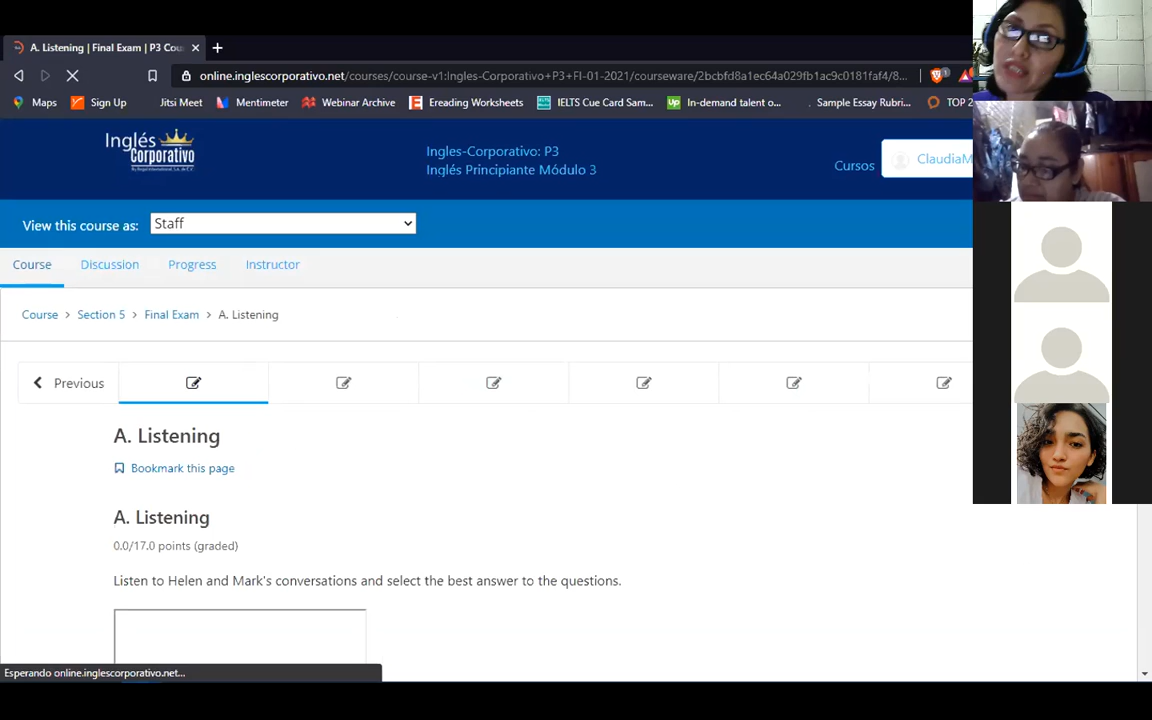 A. Listening | Final Exam | P3 Cou
online.inglescorporativo.net/courses/course-v1:Ingles-Corporativo+P3+FI-01-2021/courseware/2bcbfd8a1ec64a029fb1ac9c0181faf4/8...
Maps Sign Up Jitsi Meet Mentimeter Webinar Archive Ereading Worksheets IELTS Cue Card Sam... In-demand talent o... Sample Essay Rubri... TOP 2
Inglés
Corporativo
Ingles-Corporativo: P3
Inglés Principiante Módulo 3
Cursos
ClaudiaM
View this course as: Staff
Course Discussion Progress Instructor
Course > Section 5 > Final Exam > A. Listening
Previous
A. Listening
Bookmark this page
A. Listening
0.0/17.0 points (graded)
Listen to Helen and Mark's conversations and select the best answer to the questions.
Esperando online.inglescorporativo.net...